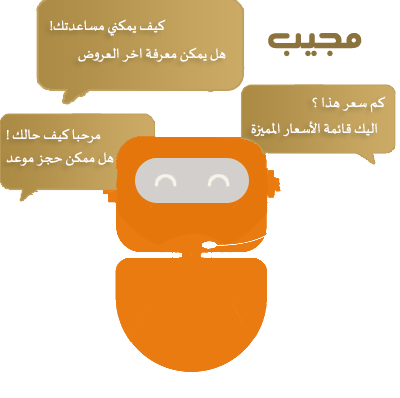 مجيب
كيف يمكني مساعدتك!
هل يمكن معرفة اخر العروض
كم سعر هذا ؟
اليك قائمة الأسعار المميزة
مرحبا كيف حالك !
هل ممكن حجز موعد